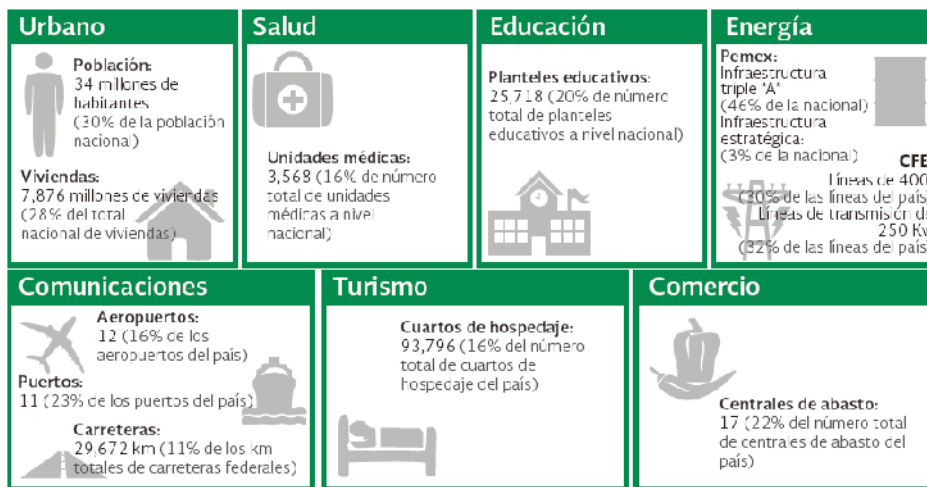 Urbano
Población:
34 millones de
habitantes
(30% de la población
nacional)
Viviendas:
7,876 millones de viviendas
(28% del total
nacional de viviendas)
Salud
Unidades médicas:
3,568 (16% de número
total de unidades
médicas a nivel
nacional)
Educación
Planteles educativos:
25,718 (20% de número
total de planteles
educativos a nivel nacional)
Energía
Pemex:
Infraestructura
triple "A"
(46% de la nacional)
Infraestructura
estratégica:
(3% de la nacional)
CFE
Líneas de 400
(30% de las líneas del país)
Líneas de transmisión de
250 Kv
(32% de las líneas del país)
Comunicaciones
Aeropuertos:
12 (16% de los
aeropuertos del país)
Puertos:
11 (23% de los puertos del país)
Carreteras:
29,672 km (11% de los km
totales de carreteras federales)
Turismo
Cuartos de hospedaje:
93,796 (16% del número
total de cuartos de
hospedaje del país)
Comercio
Centrales de abasto:
17 (22% del número total
de centrales de abasto del
país)